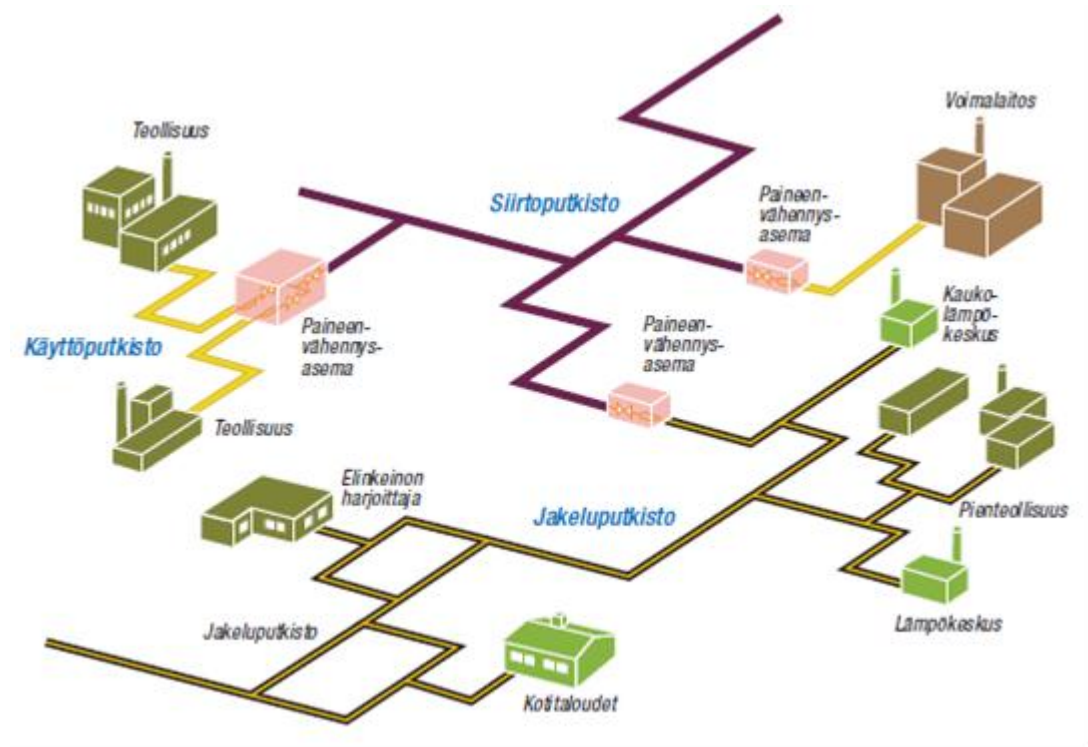 Voimalaitos
Teollisuus
Siirtoputkisto
Paineen-
vähennys-
asema
Kauko-
lämpö-
keskus
Paineen-
vähennys-
asema
Paineen-
vähennys-
asema
Käyttöputkisto
Teollisuus
Elinkeinon
harjoittaja
Jakeluputkisto
Pienteollisuus
Lämpökeskus
Jakeluputkisto
Kotitaloudet